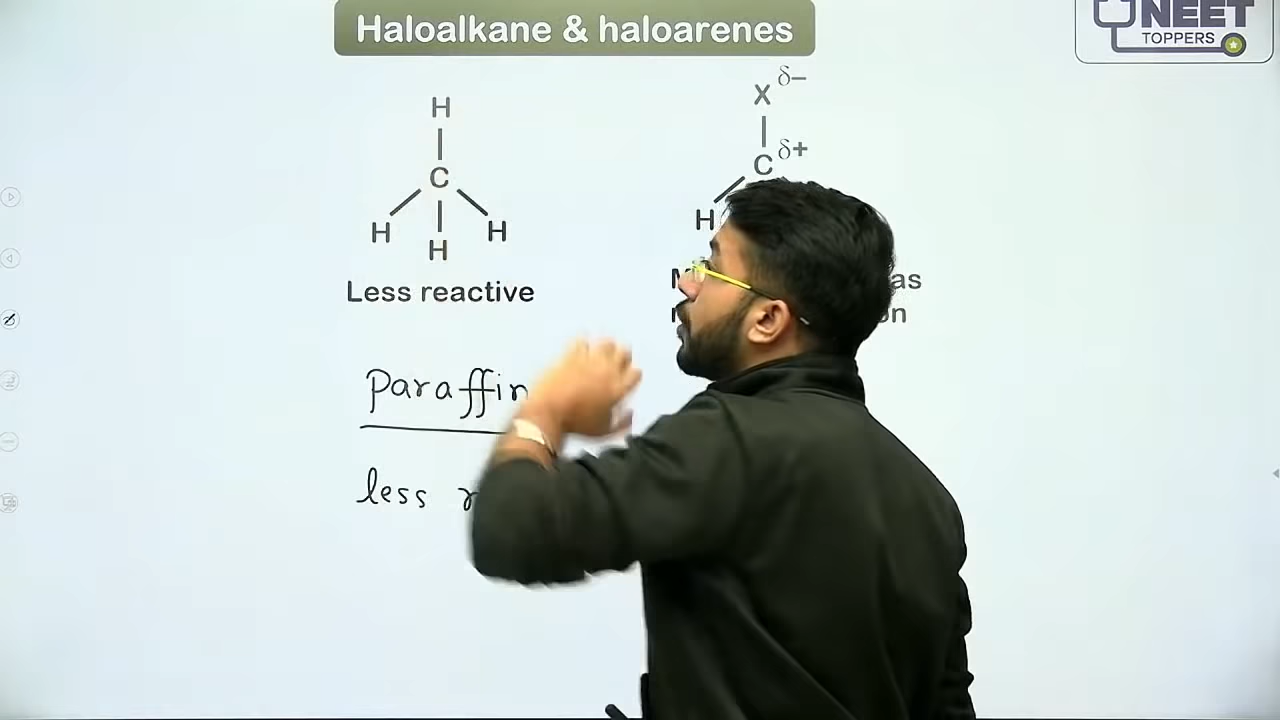 Haloalkane & haloarenes
NEET
TOPPERS
H
C
H
H
H
Less reactive
X δ−
C δ+
H
as
Paraffin
less